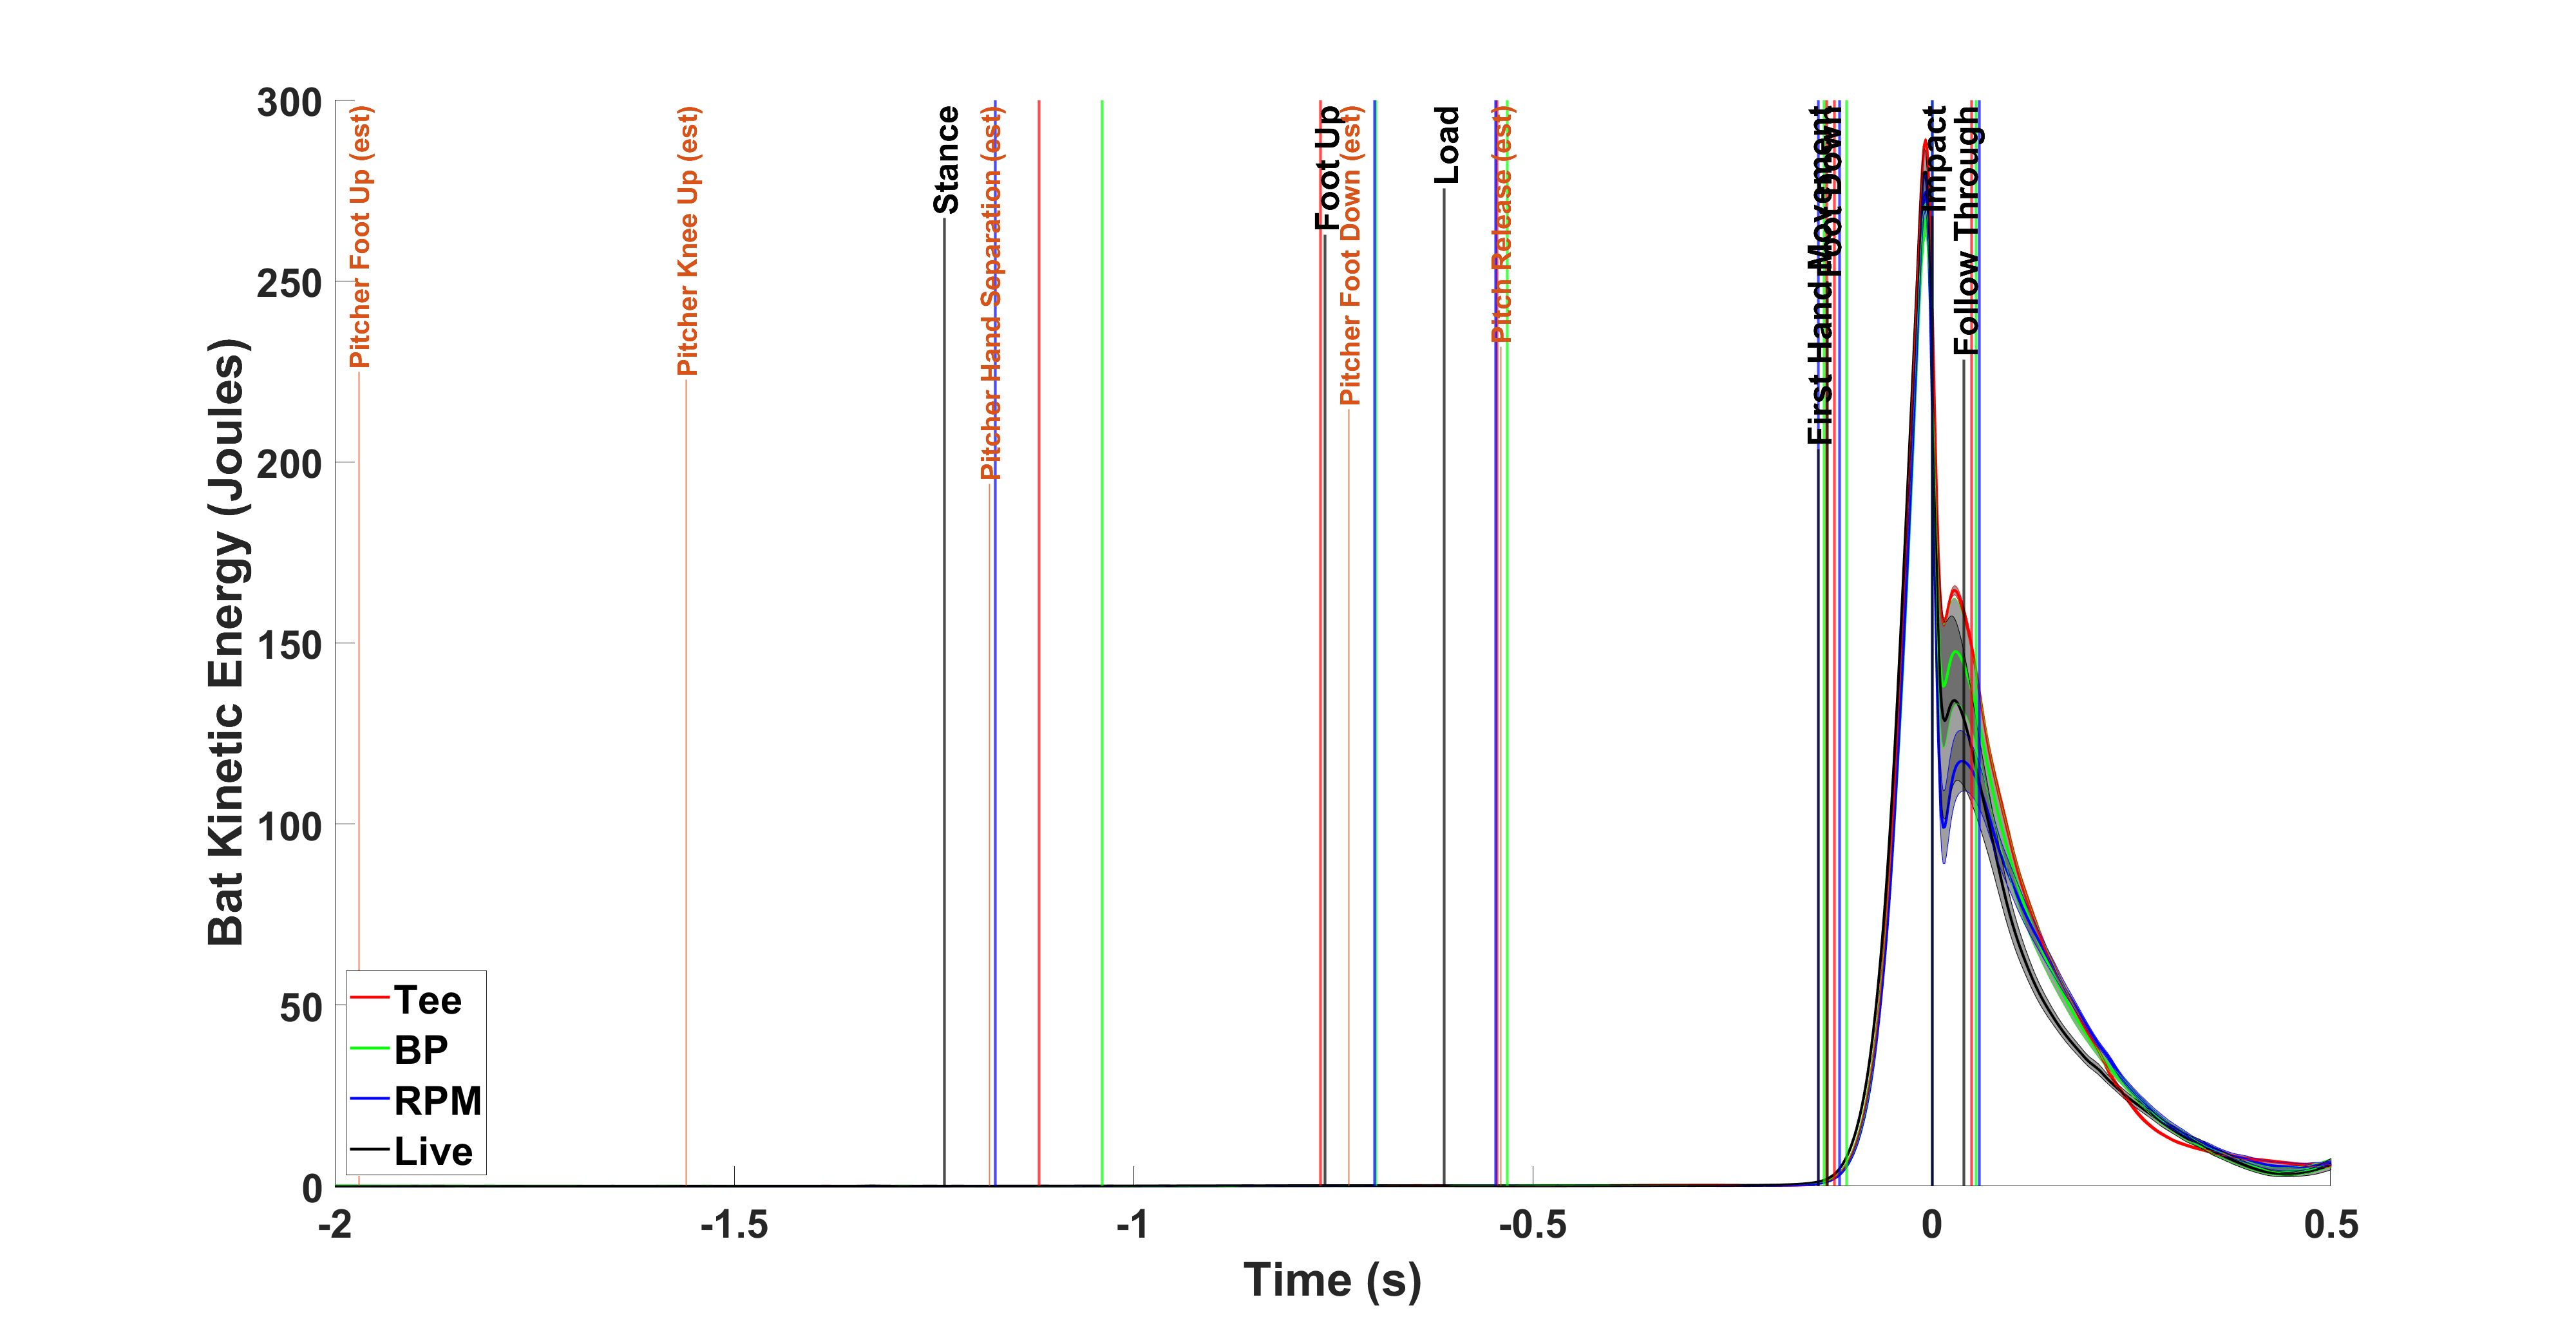 300
250
200
150
100
50
0
Bat Kinetic Energy (Joules)
Pitcher Foot Up (est)
Pitcher Knee Up (est)
Stance
Pitcher Hand Separation (est)
Foot Up
Pitcher Foot Down (est)
Load
Pitch Release (est)
First Hand Movement
Foot Down
Impact
Follow Through
Tee
BP
RPM
Live
-2
-1.5
-1
-0.5
0
0.5
Time (s)